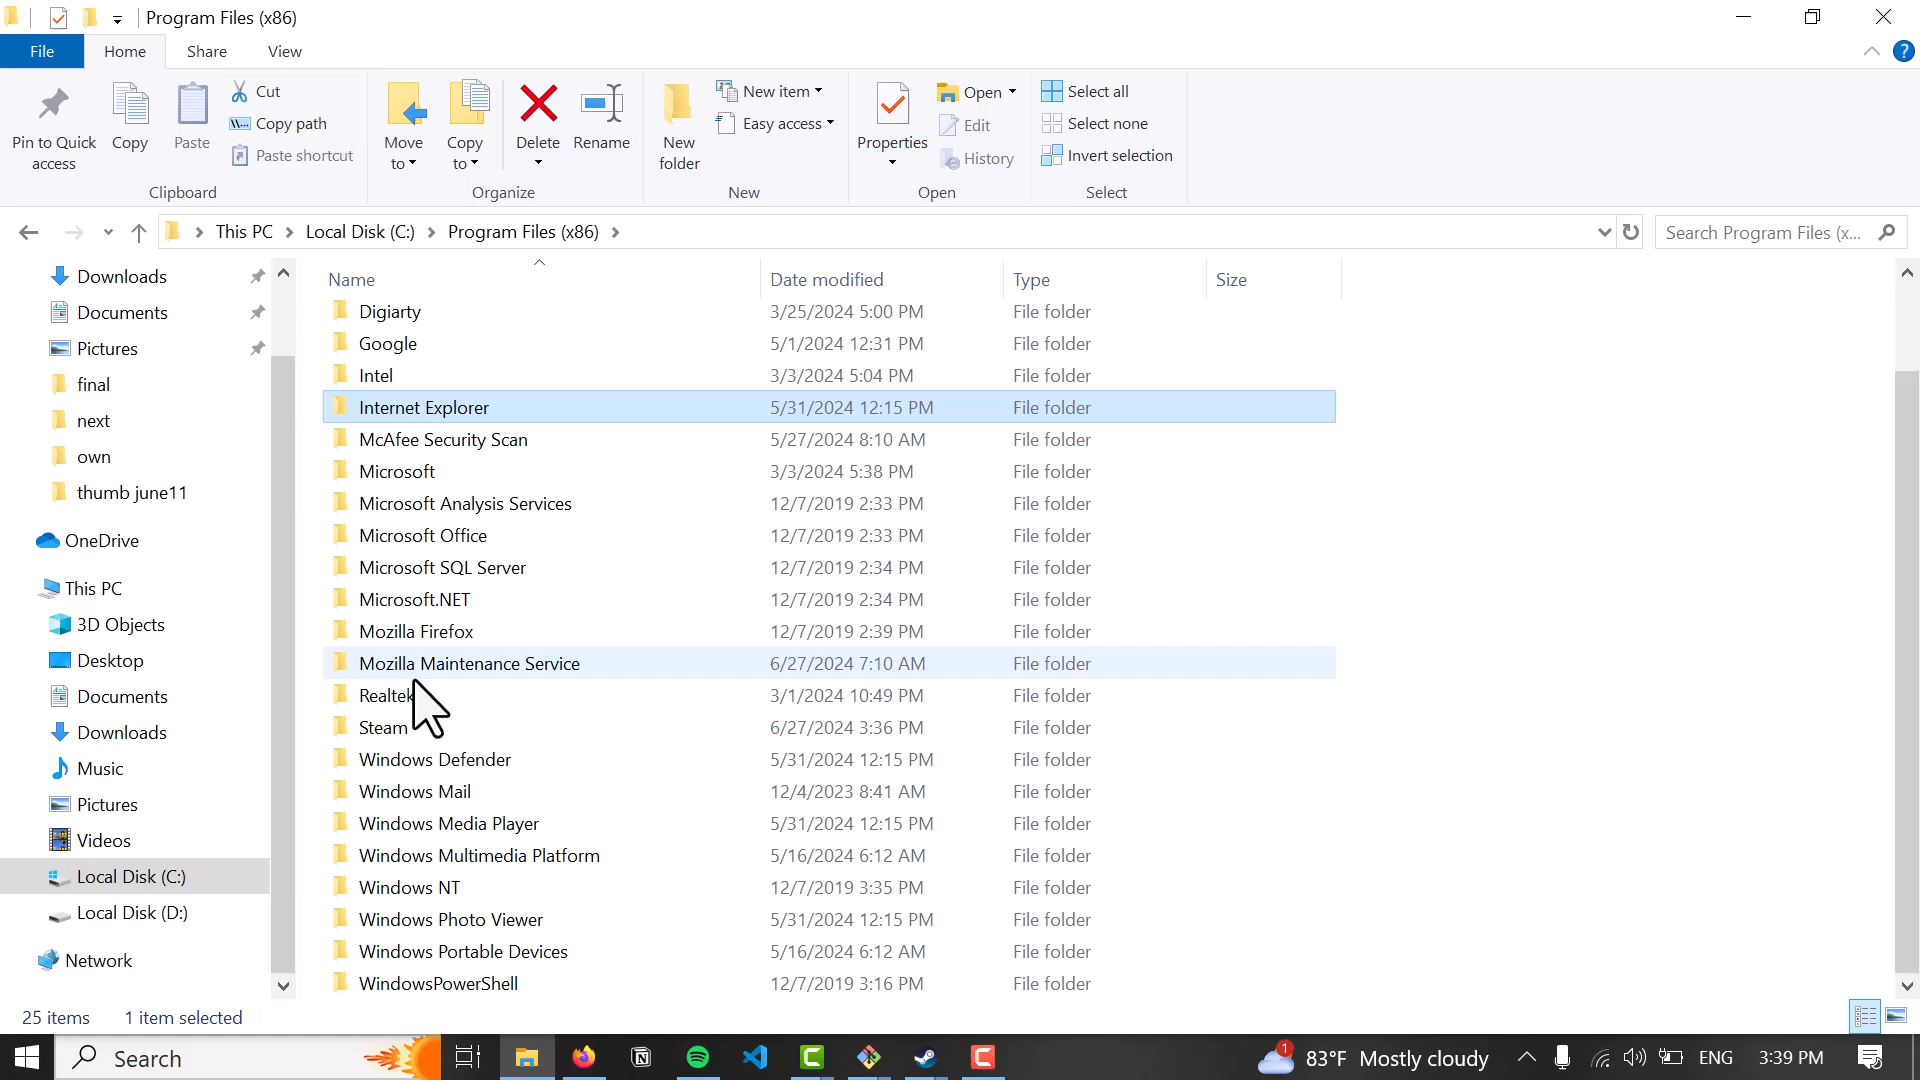 Program Files (x86)
File
Home
Share
View
?
Pin to Quick access
Copy
Paste
Cut
Copy path
Paste shortcut
Clipboard
Move to
Copy to
Delete
Rename
Organize
New folder
New item
Easy access
New
Properties
Open
Edit
History
Open
Select all
Select none
Invert selection
Select
This PC
Local Disk (C:)
Program Files (x86)
Search Program Files (x...
Downloads
Documents
Pictures
final
next
own
thumb june11
OneDrive
This PC
3D Objects
Desktop
Documents
Downloads
Music
Pictures
Videos
Local Disk (C:)
Local Disk (D:)
Network
Name Date modified Type Size
Digiarty 3/25/2024 5:00 PM File folder
Google 5/1/2024 12:31 PM File folder
Intel 3/3/2024 5:04 PM File folder
Internet Explorer 5/31/2024 12:15 PM File folder
McAfee Security Scan 5/27/2024 8:10 AM File folder
Microsoft 3/3/2024 5:38 PM File folder
Microsoft Analysis Services 12/7/2019 2:33 PM File folder
Microsoft Office 12/7/2019 2:33 PM File folder
Microsoft SQL Server 12/7/2019 2:34 PM File folder
Microsoft.NET 12/7/2019 2:34 PM File folder
Mozilla Firefox 12/7/2019 2:39 PM File folder
Mozilla Maintenance Service 6/27/2024 7:10 AM File folder
Realtek 3/1/2024 10:49 PM File folder
Steam 6/27/2024 3:36 PM File folder
Windows Defender 5/31/2024 12:15 PM File folder
Windows Mail 12/4/2023 8:41 AM File folder
Windows Media Player 5/31/2024 12:15 PM File folder
Windows Multimedia Platform 5/16/2024 6:12 AM File folder
Windows NT 12/7/2019 3:35 PM File folder
Windows Photo Viewer 5/31/2024 12:15 PM File folder
Windows Portable Devices 5/16/2024 6:12 AM File folder
WindowsPowerShell 12/7/2019 3:16 PM File folder
25 items 1 item selected
Search
1
83°F Mostly cloudy
ENG
3:39 PM